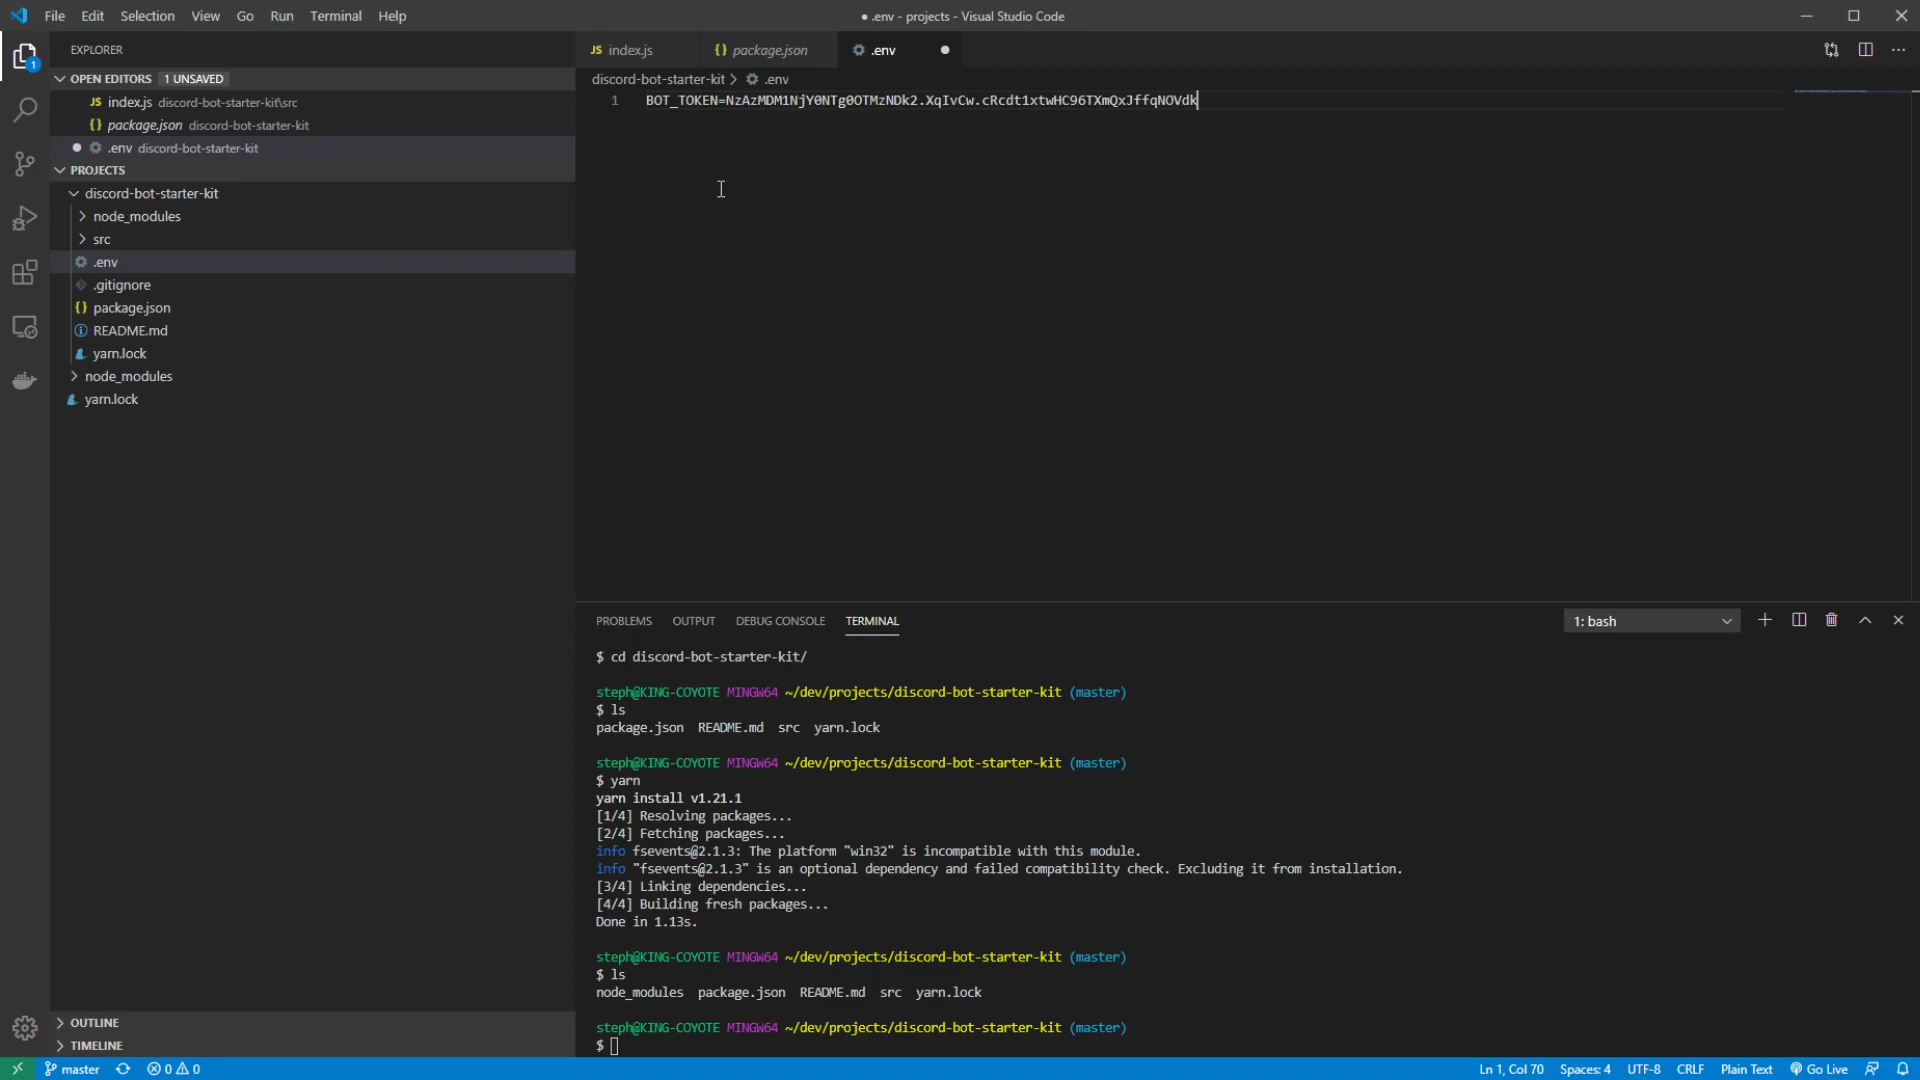 File Edit Selection View Go Run Terminal Help
● .env - projects - Visual Studio Code
EXPLORER
OPEN EDITORS 1 UNSAVED
JS index.js discord-bot-starter-kit\src
{} package.json discord-bot-starter-kit
● .env discord-bot-starter-kit
PROJECTS
discord-bot-starter-kit
node_modules
src
.env
.gitignore
{} package.json
README.md
yarn.lock
node_modules
yarn.lock
OUTLINE
TIMELINE
1
JS index.js {} package.json .env ●
discord-bot-starter-kit > .env
1 BOT_TOKEN=NzAzMDM1NjY0NTg0OTMzNDk2.XqIvCw.cRcdt1xtwHC96TXmQxJffqNOVdk
PROBLEMS OUTPUT DEBUG CONSOLE TERMINAL
1: bash
$ cd discord-bot-starter-kit/
steph@KING-COYOTE MINGW64 ~/dev/projects/discord-bot-starter-kit (master)
$ ls
package.json README.md src yarn.lock
steph@KING-COYOTE MINGW64 ~/dev/projects/discord-bot-starter-kit (master)
$ yarn
yarn install v1.21.1
[1/4] Resolving packages...
[2/4] Fetching packages...
info fsevents@2.1.3: The platform "win32" is incompatible with this module.
info "fsevents@2.1.3" is an optional dependency and failed compatibility check. Excluding it from installation.
[3/4] Linking dependencies...
[4/4] Building fresh packages...
Done in 1.13s.
steph@KING-COYOTE MINGW64 ~/dev/projects/discord-bot-starter-kit (master)
$ ls
node_modules package.json README.md src yarn.lock
steph@KING-COYOTE MINGW64 ~/dev/projects/discord-bot-starter-kit (master)
$
master 0 0 Ln 1, Col 70 Spaces: 4 UTF-8 CRLF Plain Text Go Live